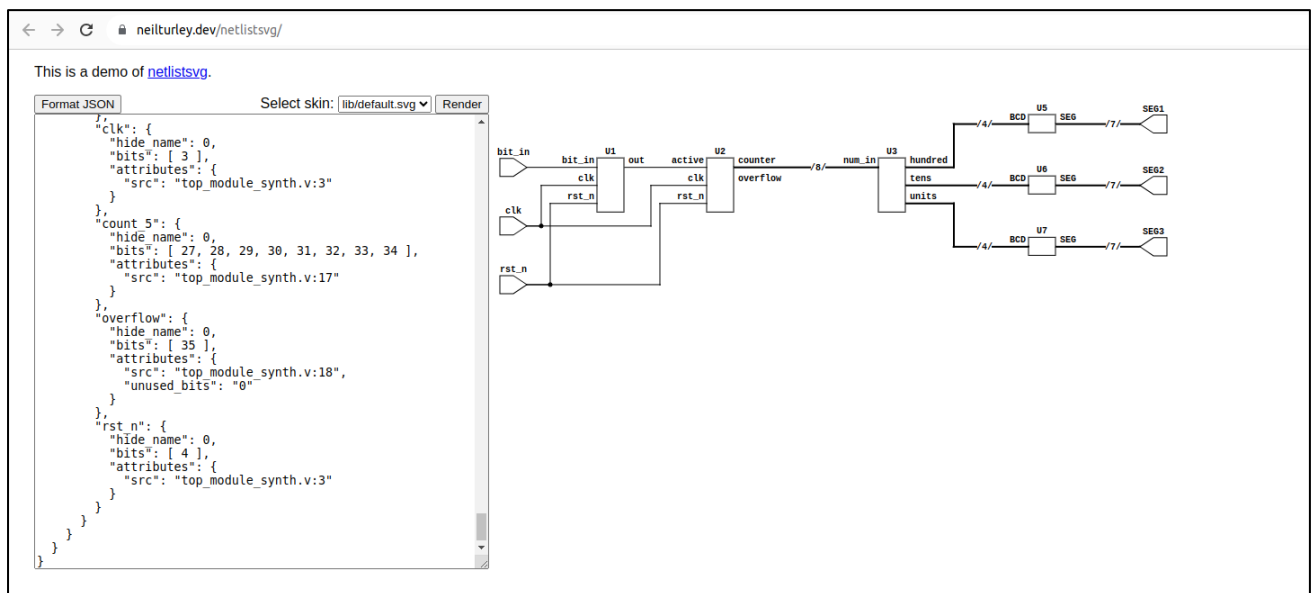 neilturley.dev/netlistsvg/
This is a demo of netlistsvg.
Format JSON
Select skin: lib/default.svg Render
},
"clk": {
"hide_name": 0,
"bits": [ 3 ],
"attributes": {
"src": "top_module_synth.v:3"
}
},
"count_5": {
"hide_name": 0,
"bits": [ 27, 28, 29, 30, 31, 32, 33, 34 ],
"attributes": {
"src": "top_module_synth.v:17"
}
},
"overflow": {
"hide_name": 0,
"bits": [ 35 ],
"attributes": {
"src": "top_module_synth.v:18",
"unused_bits": "0"
}
},
"rst_n": {
"hide_name": 0,
"bits": [ 4 ],
"attributes": {
"src": "top_module_synth.v:3"
}
}
}
}
}
}
bit_in
clk
rst_n
U1
bit_in out
clk
rst_n
U2
active counter
clk overflow
rst_n
/8/
U3
num_in hundred
tens
units
/4/ BCD U5 SEG /7/ SEG1
/4/ BCD U6 SEG /7/ SEG2
/4/ BCD U7 SEG /7/ SEG3